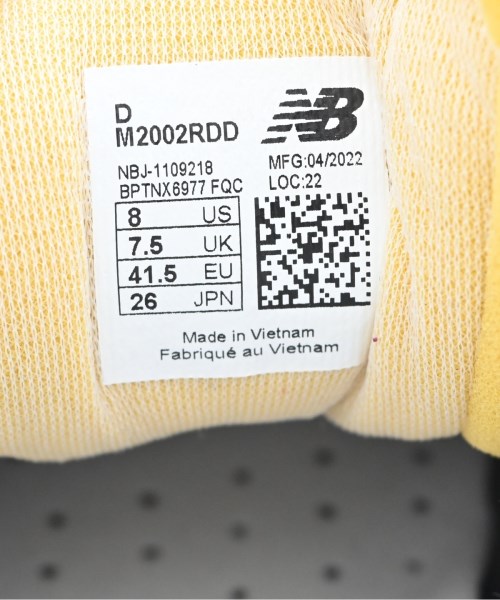 D
M2002RDD
NB
NBJ-1109218
BPTNX6977 FQC
MFG:04/2022
LOC:22
8 US
7.5 UK
41.5 EU
26 JPN
Made in Vietnam
Fabriqué au Vietnam